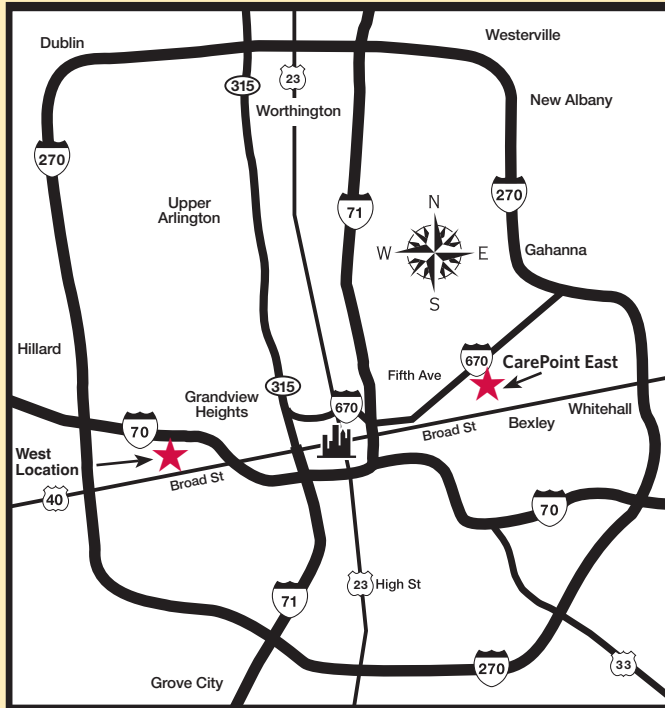 Dublin
Westerville
23
315
Worthington
New Albany
270
Upper
Arlington
71
270
N
W
E
S
Gahanna
Hillard
670
CarePoint East
Fifth Ave
315
Grandview
Heights
670
Whitehall
Bexley
Broad St
70
West
Location
Broad St
40
70
23
High St
71
33
270
Grove City